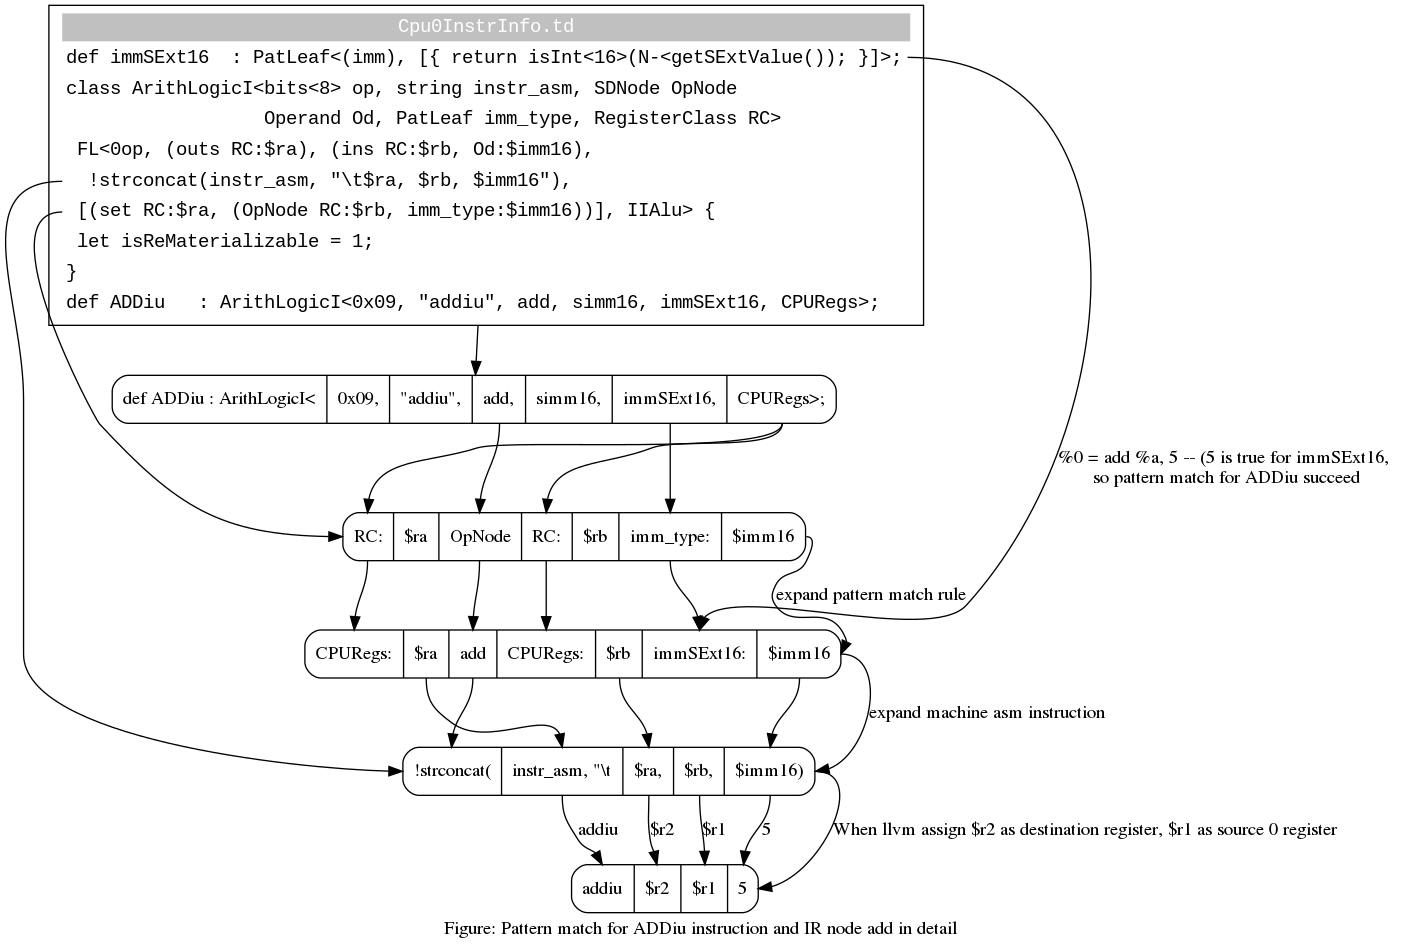 Cpu0InstrInfo.td
def immSExt16  : PatLeaf<(imm), [{ return isInt<16>(N-<getSExtValue()); }]>;
class ArithLogicI<bits<8> op, string instr_asm, SDNode OpNode
                  Operand Od, PatLeaf imm_type, RegisterClass RC>
 FL<0op, (outs RC:$ra), (ins RC:$rb, Od:$imm16),
  !strconcat(instr_asm, "\t$ra, $rb, $imm16"),
 [(set RC:$ra, (OpNode RC:$rb, imm_type:$imm16))], IIAlu> {
 let isReMaterializable = 1;
}
def ADDiu   : ArithLogicI<0x09, "addiu", add, simm16, immSExt16, CPURegs>;
def ADDiu : ArithLogicI< 0x09, "addiu", add, simm16, immSExt16, CPURegs>;
%0 = add %a, 5 -- (5 is true for immSExt16,
so pattern match for ADDiu succeed
RC: $ra OpNode RC: $rb imm_type: $imm16
expand pattern match rule
CPURegs: $ra add CPURegs: $rb immSExt16: $imm16
expand machine asm instruction
!strconcat( instr_asm, "\t $ra, $rb, $imm16)
addiu $r2 $r1 5 When llvm assign $r2 as destination register, $r1 as source 0 register
addiu $r2 $r1 5
Figure: Pattern match for ADDiu instruction and IR node add in detail